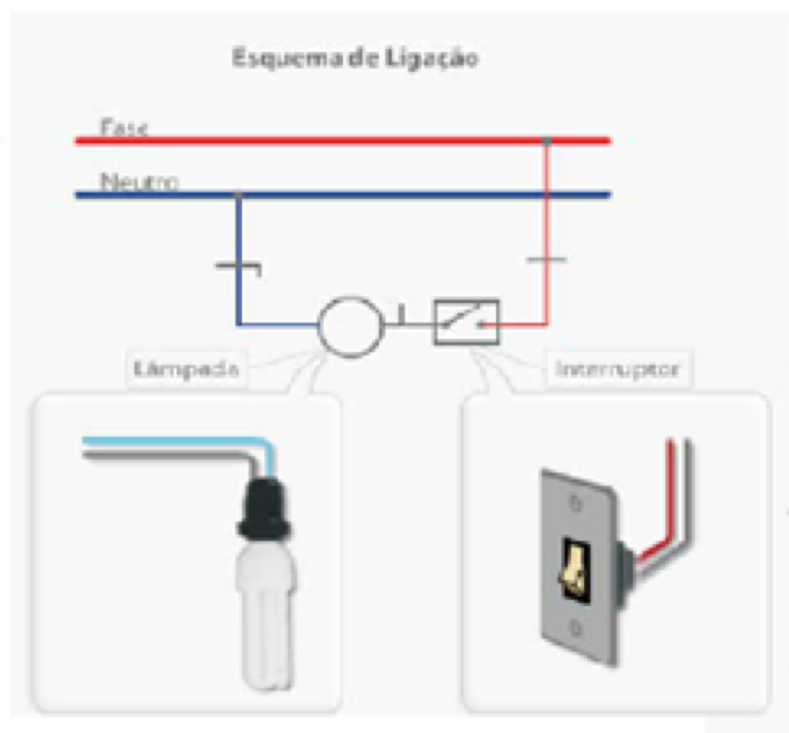 Esquema de Ligação
Fase
Neutro
Lâmpada
Interruptor